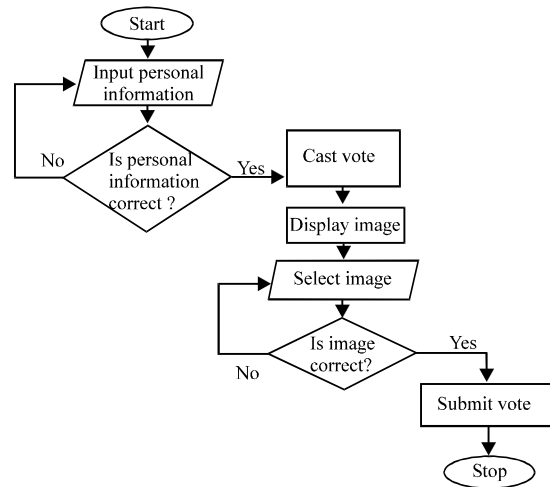 Start
Input personal
information
No
Is personal
information
correct ?
Yes
Cast vote
Display image
Select image
Is image
correct?
No
Yes
Submit vote
Stop